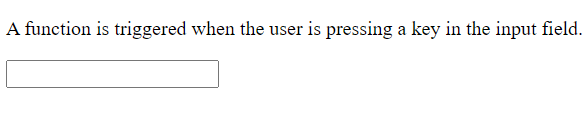 A function is triggered when the user is pressing a key in the input field.